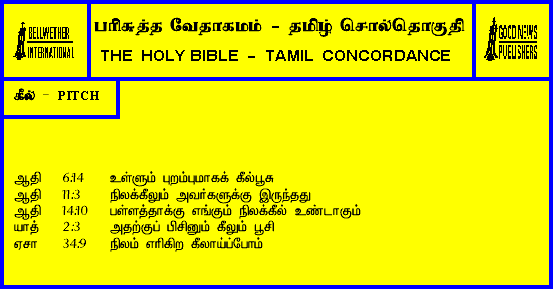 BELLWETHER INTERNATIONAL
பரிசுத்த வேதாகமம் - தமிழ் சொல்தொகுதி
THE HOLY BIBLE - TAMIL CONCORDANCE
GOOD NEWS PUBLISHERS
கீல் - PITCH
ஆதி 6:14 உள்ளும் புறம்புமாகக் கீல்பூசு
ஆதி 11:3 நிலக்கீலும் அவர்களுக்கு இருந்தது
ஆதி 14:10 பள்ளத்தாக்கு எங்கும் நிலக்கீல் உண்டாகும்
யாத் 2:3 அதற்குப் பிசினும் கீலும் பூசி
ஏசா 34:9 நிலம் எரிகிற கீலாய்ப்போம்